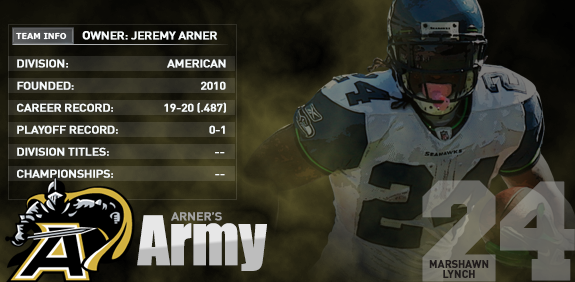 TEAM INFO OWNER: JEREMY ARNER
DIVISION: AMERICAN
FOUNDED: 2010
CAREER RECORD: 19-20 (.487)
PLAYOFF RECORD: 0-1
DIVISION TITLES: --
CHAMPIONSHIPS: --
A
ARNER'S
Army
24
SEAHAWKS
24
24
MARSHAWN
LYNCH